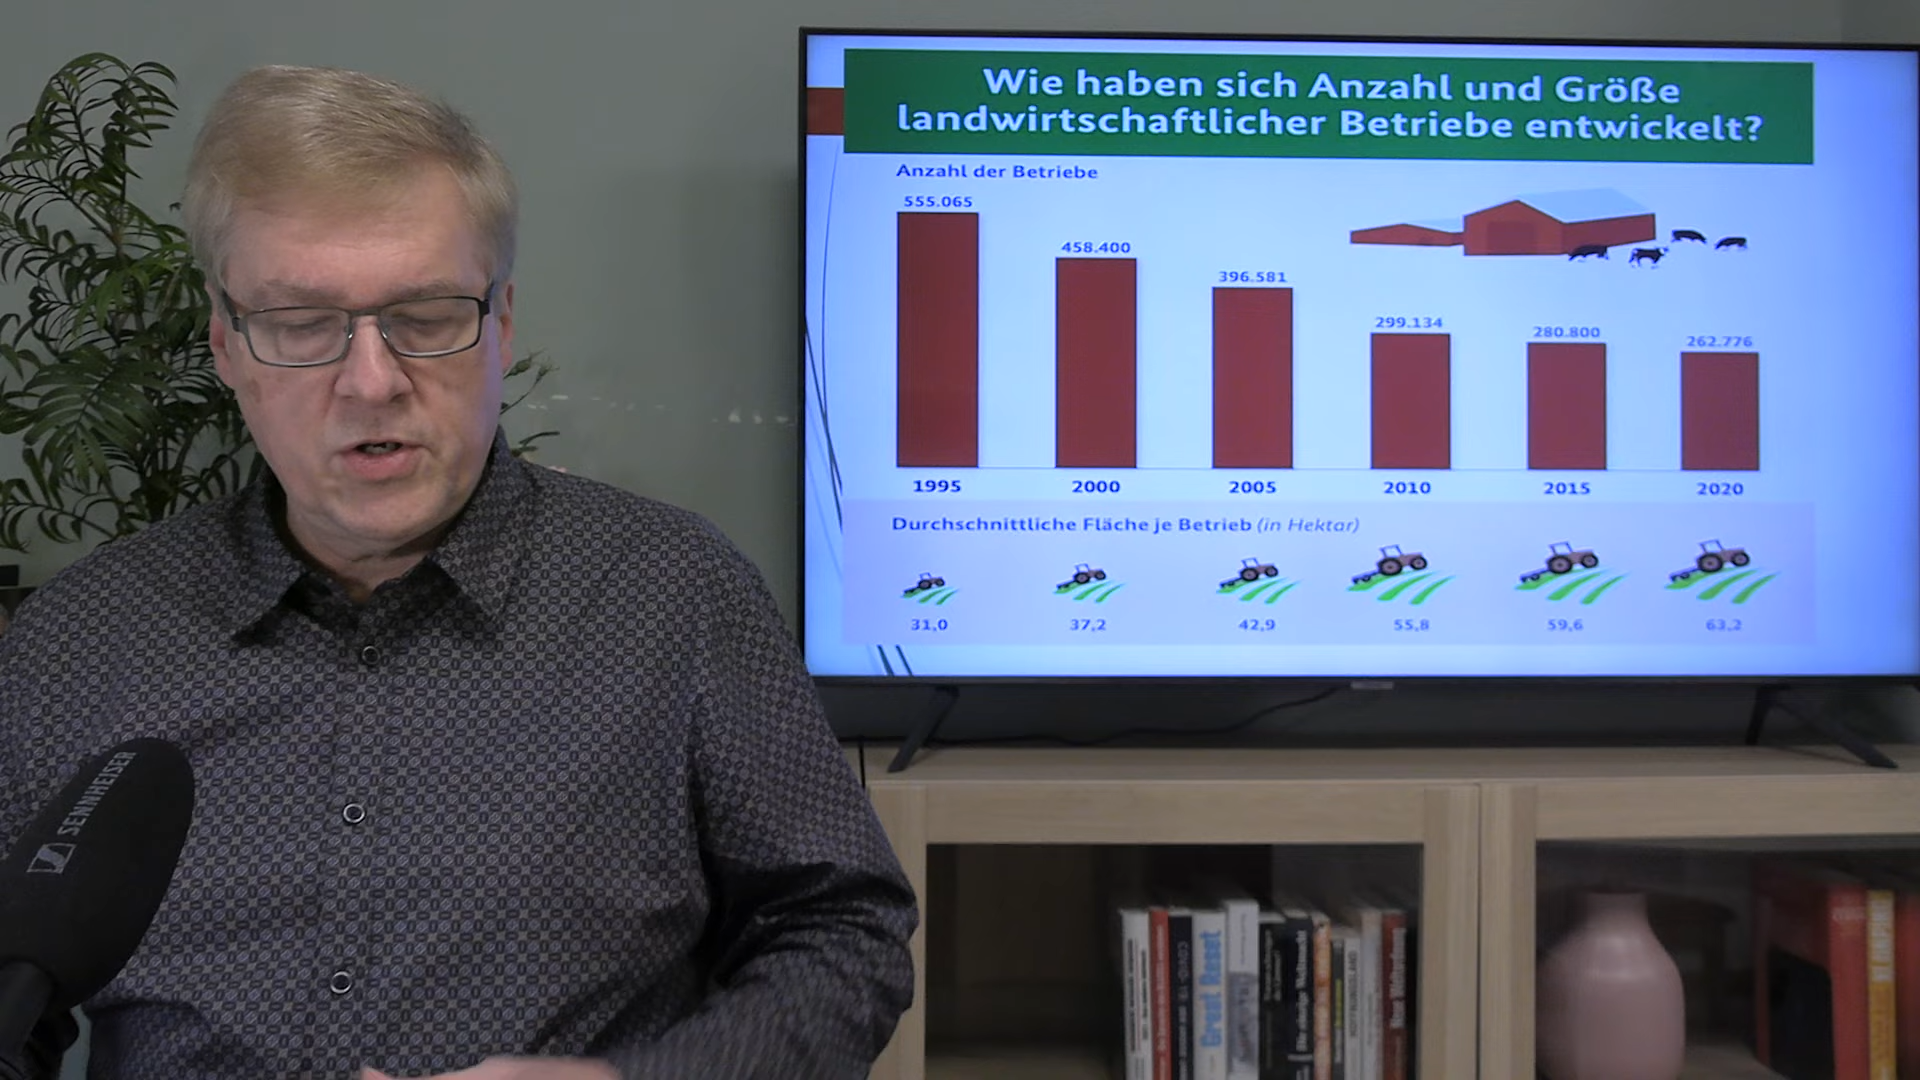 Wie haben sich Anzahl und Größe
landwirtschaftlicher Betriebe entwickelt?
Anzahl der Betriebe
555.065
458.400
396.581
299.134
280.800
262.776
1995 2000 2005 2010 2015 2020
Durchschnittliche Fläche je Betrieb (in Hektar)
31,0 37,2 42,9 55,8 59,6 63,2
SENNHEISER
Great Reset